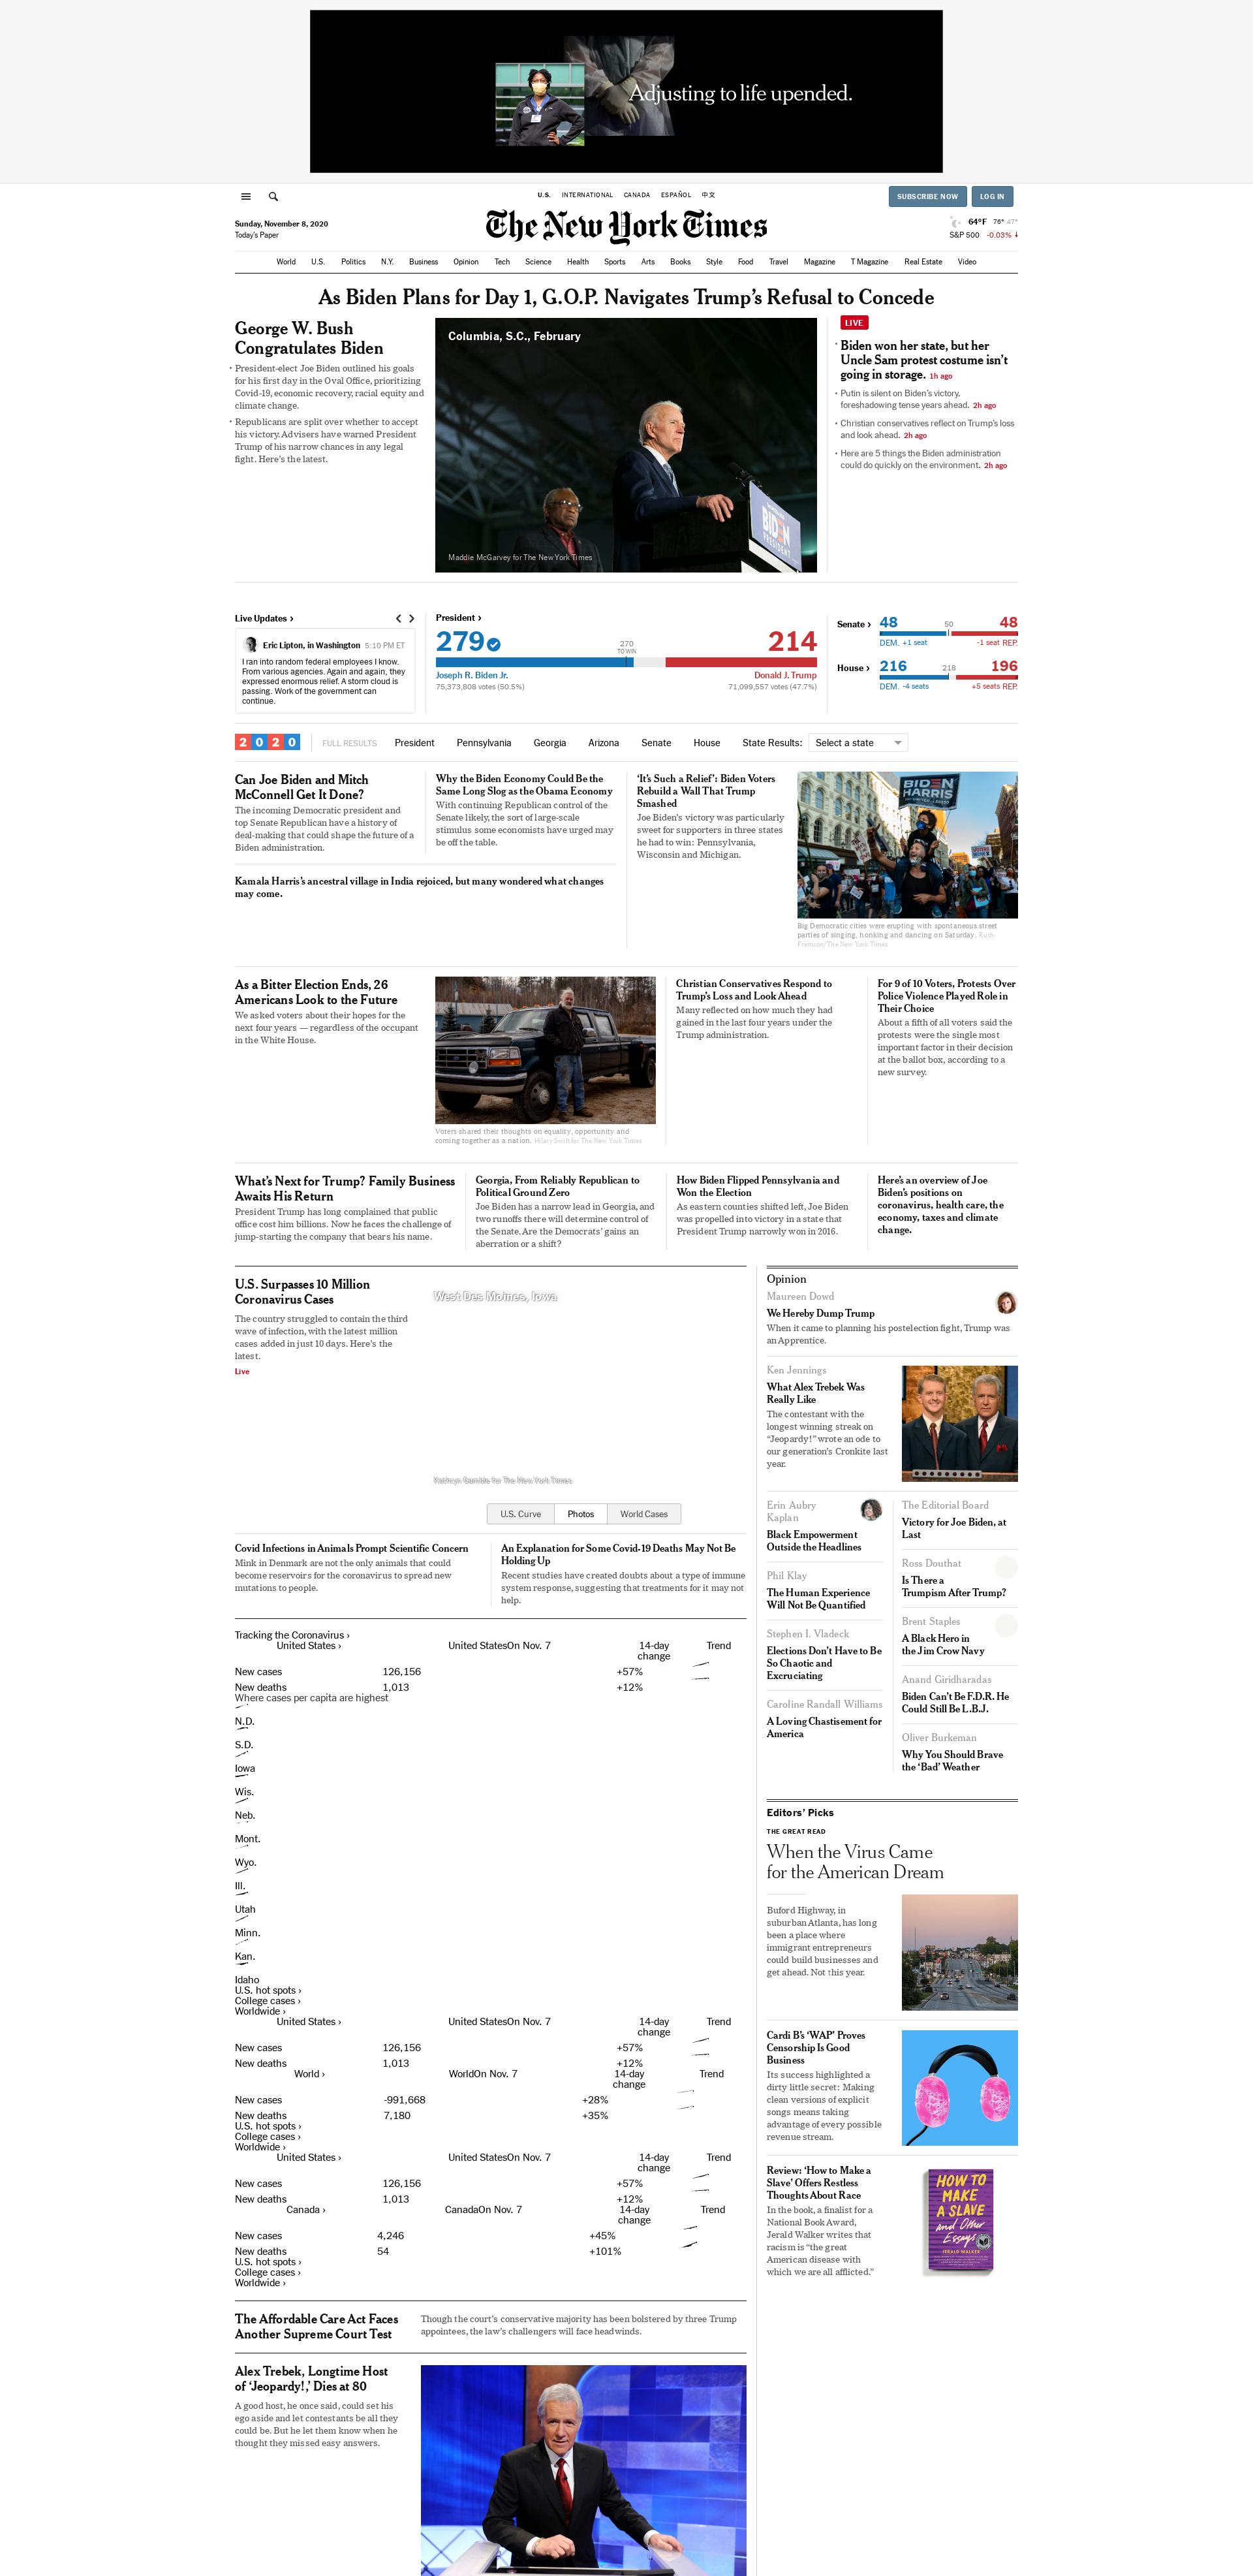 Adjusting to life upended.
U.S. INTERNATIONAL CANADA ESPAÑOL 中文
SUBSCRIBE NOW LOG IN
Sunday, November 8, 2020
Today's Paper
The New York Times
64°F 76° 47°
S&P 500 -0.03% ↓
World U.S. Politics N.Y. Business Opinion Tech Science Health Sports Arts Books Style Food Travel Magazine T Magazine Real Estate Video
As Biden Plans for Day 1, G.O.P. Navigates Trump's Refusal to Concede
George W. Bush
Congratulates Biden
• President-elect Joe Biden outlined his goals
for his first day in the Oval Office, prioritizing
Covid-19, economic recovery, racial equity and
climate change.
• Republicans are split over whether to accept
his victory. Advisers have warned President
Trump of his narrow chances in any legal
fight. Here's the latest.
Columbia, S.C., February
BIDEN
PRESIDENT
Maddie McGarvey for The New York Times
LIVE
• Biden won her state, but her
Uncle Sam protest costume isn't
going in storage. 1h ago
• Putin is silent on Biden's victory,
foreshadowing tense years ahead. 2h ago
• Christian conservatives reflect on Trump's loss
and look ahead. 2h ago
• Here are 5 things the Biden administration
could do quickly on the environment. 2h ago
Live Updates ›
Eric Lipton, in Washington 5:10 PM ET
I ran into random federal employees I know.
From various agencies. Again and again, they
expressed enormous relief. A storm cloud is
passing. Work of the government can
continue.
President ›
279 214
270
TO WIN
Joseph R. Biden Jr. Donald J. Trump
75,373,808 votes (50.5%) 71,099,557 votes (47.7%)
Senate › 48 50 48
DEM. +1 seat -1 seat REP.
House › 216 218 196
DEM. -4 seats +5 seats REP.
2020 FULL RESULTS President Pennsylvania Georgia Arizona Senate House State Results: Select a state
Can Joe Biden and Mitch
McConnell Get It Done?
The incoming Democratic president and
top Senate Republican have a history of
deal-making that could shape the future of a
Biden administration.
Why the Biden Economy Could Be the
Same Long Slog as the Obama Economy
With continuing Republican control of the
Senate likely, the sort of large-scale
stimulus some economists have urged may
be off the table.
Kamala Harris's ancestral village in India rejoiced, but many wondered what changes
may come.
'It's Such a Relief': Biden Voters
Rebuild a Wall That Trump
Smashed
Joe Biden's victory was particularly
sweet for supporters in three states
he had to win: Pennsylvania,
Wisconsin and Michigan.
BIDEN
HARRIS
Big Democratic cities were erupting with spontaneous street
parties of singing, honking and dancing on Saturday. Ruth
Fremson/The New York Times
As a Bitter Election Ends, 26
Americans Look to the Future
We asked voters about their hopes for the
next four years — regardless of the occupant
in the White House.
Voters shared their thoughts on equality, opportunity and
coming together as a nation. Hilary Swift for The New York Times
Christian Conservatives Respond to
Trump's Loss and Look Ahead
Many reflected on how much they had
gained in the last four years under the
Trump administration.
For 9 of 10 Voters, Protests Over
Police Violence Played Role in
Their Choice
About a fifth of all voters said the
protests were the single most
important factor in their decision
at the ballot box, according to a
new survey.
What's Next for Trump? Family Business
Awaits His Return
President Trump has long complained that public
office cost him billions. Now he faces the challenge of
jump-starting the company that bears his name.
Georgia, From Reliably Republican to
Political Ground Zero
Joe Biden has a narrow lead in Georgia, and
two runoffs there will determine control of
the Senate. Are the Democrats' gains an
aberration or a shift?
How Biden Flipped Pennsylvania and
Won the Election
As eastern counties shifted left, Joe Biden
was propelled into victory in a state that
President Trump narrowly won in 2016.
Here's an overview of Joe
Biden's positions on
coronavirus, health care, the
economy, taxes and climate
change.
U.S. Surpasses 10 Million
Coronavirus Cases
The country struggled to contain the third
wave of infection, with the latest million
cases added in just 10 days. Here's the
latest.
Live
West Des Moines, Iowa
Kathryn Gamble for The New York Times
U.S. Curve Photos World Cases
Covid Infections in Animals Prompt Scientific Concern
Mink in Denmark are not the only animals that could
become reservoirs for the coronavirus to spread new
mutations to people.
An Explanation for Some Covid-19 Deaths May Not Be
Holding Up
Recent studies have created doubts about a type of immune
system response, suggesting that treatments for it may not
help.
Tracking the Coronavirus ›
United States › United StatesOn Nov. 7 14-day
change Trend
New cases 126,156 +57%
New deaths 1,013 +12%
Where cases per capita are highest
N.D.
S.D.
Iowa
Wis.
Neb.
Mont.
Wyo.
Ill.
Utah
Minn.
Kan.
Idaho
U.S. hot spots ›
College cases ›
Worldwide ›
United States › United StatesOn Nov. 7 14-day
change Trend
New cases 126,156 +57%
New deaths 1,013 +12%
World › WorldOn Nov. 7 14-day
change Trend
New cases -991,668 +28%
New deaths 7,180 +35%
U.S. hot spots ›
College cases ›
Worldwide ›
United States › United StatesOn Nov. 7 14-day
change Trend
New cases 126,156 +57%
New deaths 1,013 +12%
Canada › CanadaOn Nov. 7 14-day
change Trend
New cases 4,246 +45%
New deaths 54 +101%
U.S. hot spots ›
College cases ›
Worldwide ›
The Affordable Care Act Faces
Another Supreme Court Test
Though the court's conservative majority has been bolstered by three Trump
appointees, the law's challengers will face headwinds.
Alex Trebek, Longtime Host
of 'Jeopardy!,' Dies at 80
A good host, he once said, could set his
ego aside and let contestants be all they
could be. But he let them know when he
thought they missed easy answers.
Opinion
Maureen Dowd
We Hereby Dump Trump
When it came to planning his postelection fight, Trump was
an Apprentice.
Ken Jennings
What Alex Trebek Was
Really Like
The contestant with the
longest winning streak on
"Jeopardy!" wrote an ode to
our generation's Cronkite last
year.
Erin Aubry
Kaplan
Black Empowerment
Outside the Headlines
Phil Klay
The Human Experience
Will Not Be Quantified
Stephen I. Vladeck
Elections Don't Have to Be
So Chaotic and
Excruciating
Caroline Randall Williams
A Loving Chastisement for
America
The Editorial Board
Victory for Joe Biden, at
Last
Ross Douthat
Is There a
Trumpism After Trump?
Brent Staples
A Black Hero in
the Jim Crow Navy
Anand Giridharadas
Biden Can't Be F.D.R. He
Could Still Be L.B.J.
Oliver Burkeman
Why You Should Brave
the 'Bad' Weather
Editors' Picks
THE GREAT READ
When the Virus Came
for the American Dream
Buford Highway, in
suburban Atlanta, has long
been a place where
immigrant entrepreneurs
could build businesses and
get ahead. Not this year.
Cardi B's 'WAP' Proves
Censorship Is Good
Business
Its success highlighted a
dirty little secret: Making
clean versions of explicit
songs means taking
advantage of every possible
revenue stream.
Review: 'How to Make a
Slave' Offers Restless
Thoughts About Race
In the book, a finalist for a
National Book Award,
Jerald Walker writes that
racism is "the great
American disease with
which we are all afflicted."
HOW TO
MAKE
A SLAVE
and Other
Essays
JERALD WALKER